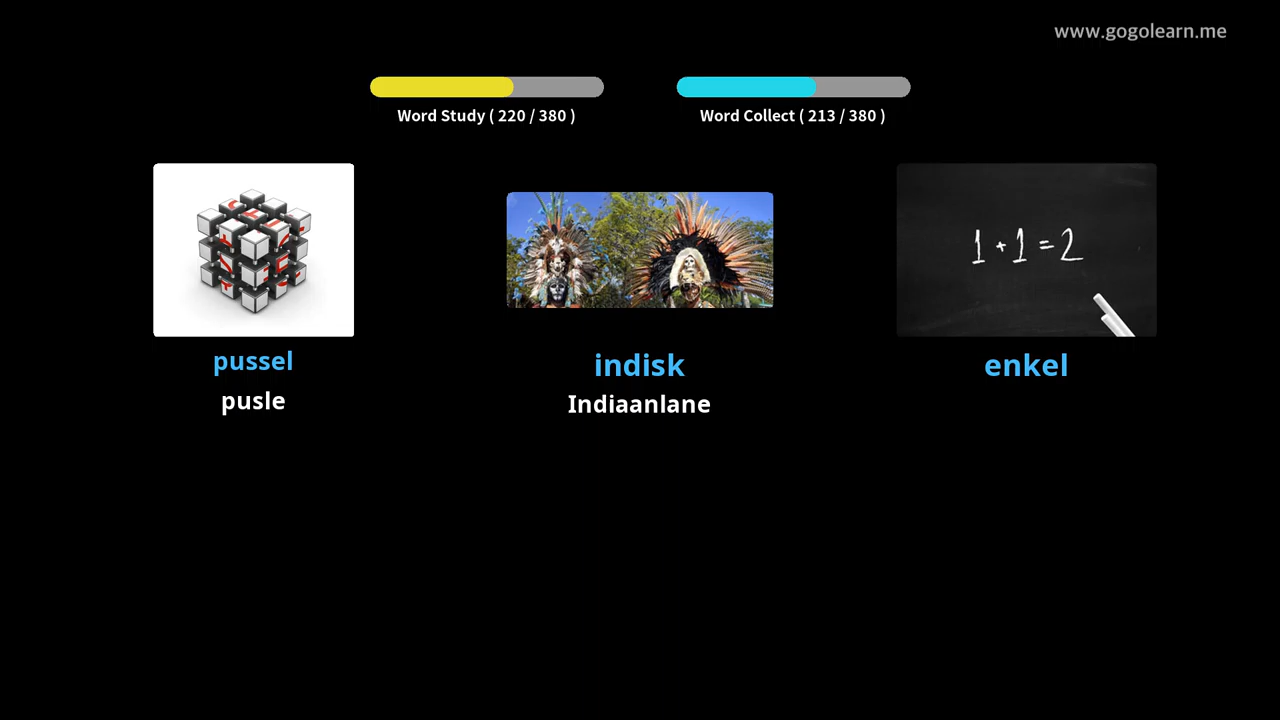 www.gogolearn.me
Word Study ( 220 / 380 )
Word Collect ( 213 / 380 )
1 + 1 = 2
pussel
indisk
enkel
pusle
Indiaanlane